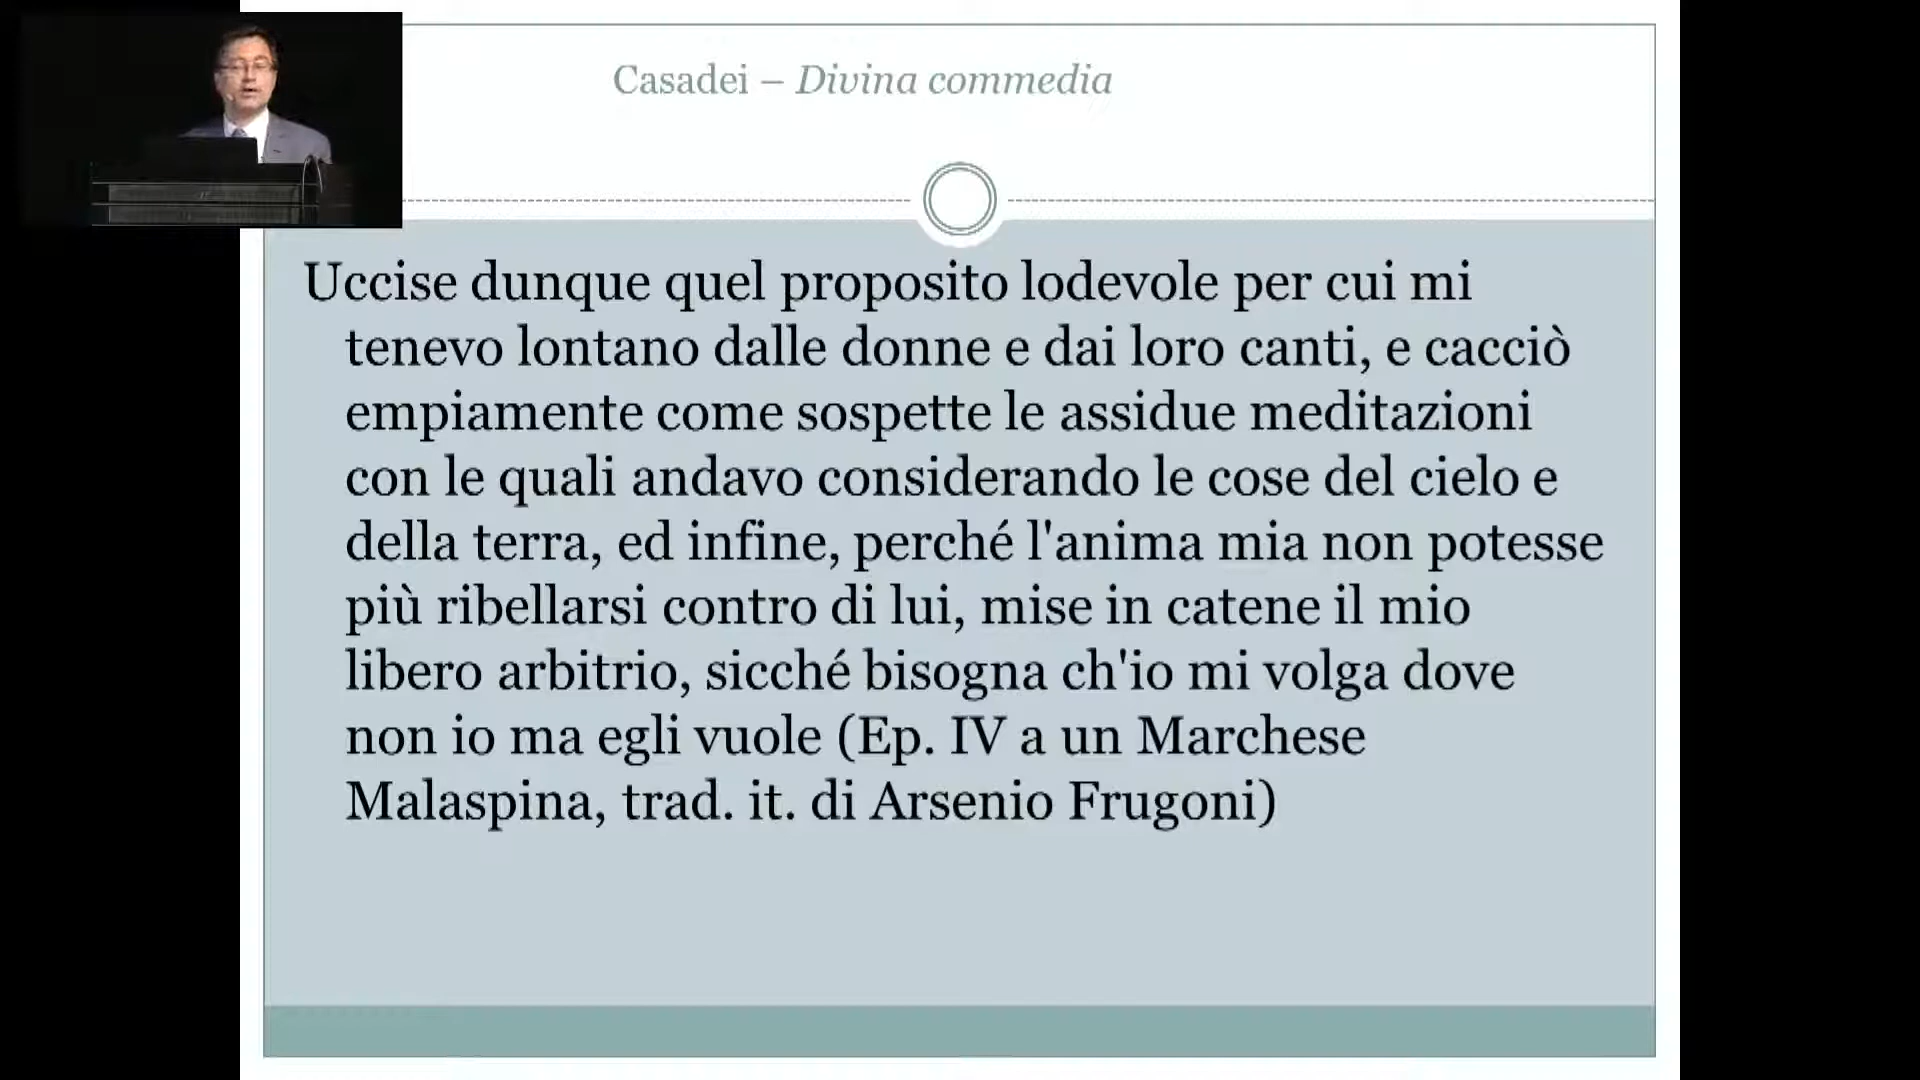 Casadei – Divina commedia
Uccise dunque quel proposito lodevole per cui mi
tenevo lontano dalle donne e dai loro canti, e cacciò
empiamente come sospette le assidue meditazioni
con le quali andavo considerando le cose del cielo e
della terra, ed infine, perché l'anima mia non potesse
più ribellarsi contro di lui, mise in catene il mio
libero arbitrio, sicché bisogna ch'io mi volga dove
non io ma egli vuole (Ep. IV a un Marchese
Malaspina, trad. it. di Arsenio Frugoni)